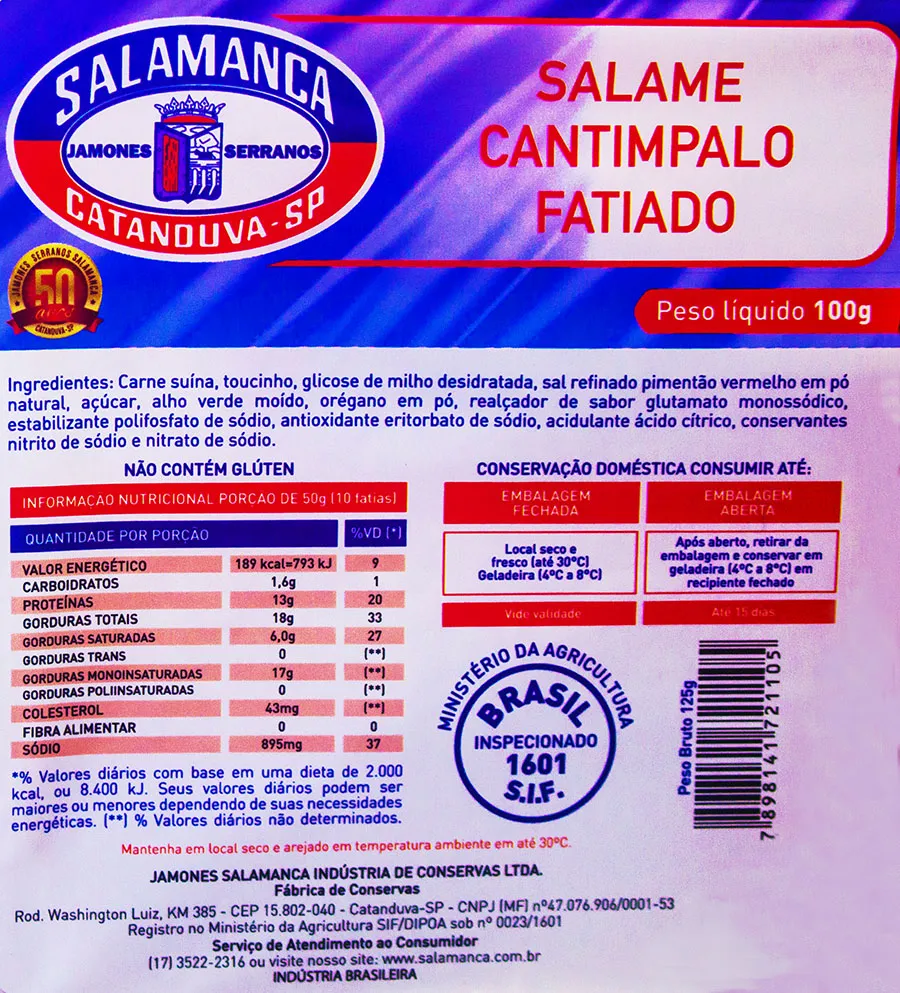 SALAMANCA
JAMONES SERRANOS
CATANDUVA-SP
JAMONES SERRANOS SALAMANCA
50
anos
CATANDUVA-SP
SALAME
CANTIMPALO
FATIADO
Peso líquido 100g
Ingredientes: Carne suína, toucinho, glicose de milho desidratada, sal refinado pimentão vermelho em pó
natural, açúcar, alho verde moído, orégano em pó, realçador de sabor glutamato monossódico,
estabilizante polifosfato de sódio, antioxidante eritorbato de sódio, acidulante ácido cítrico, conservantes
nitrito de sódio e nitrato de sódio.
NÃO CONTÉM GLÚTEN
INFORMAÇÃO NUTRICIONAL PORÇÃO DE 50g (10 fatias)
QUANTIDADE POR PORÇÃO %VD (*)
VALOR ENERGÉTICO 189 kcal=793 kJ 9
CARBOIDRATOS 1,6g 1
PROTEÍNAS 13g 20
GORDURAS TOTAIS 18g 33
GORDURAS SATURADAS 6,0g 27
GORDURAS TRANS 0 (**)
GORDURAS MONOINSATURADAS 17g (**)
GORDURAS POLIINSATURADAS 0 (**)
COLESTEROL 43mg (**)
FIBRA ALIMENTAR 0 0
SÓDIO 895mg 37
*% Valores diários com base em uma dieta de 2.000
kcal, ou 8.400 kJ. Seus valores diários podem ser
maiores ou menores dependendo de suas necessidades
energéticas. (**) % Valores diários não determinados.
CONSERVAÇÃO DOMÉSTICA CONSUMIR ATÉ:
EMBALAGEM
FECHADA
EMBALAGEM
ABERTA
Local seco e
fresco (até 30ºC)
Geladeira (4ºC a 8ºC)
Após aberto, retirar da
embalagem e conservar em
geladeira (4ºC a 8ºC) em
recipiente fechado
Vide validade
Até 15 dias
MINISTÉRIO DA AGRICULTURA
BRASIL
INSPECIONADO
1601
S.I.F.
Peso Bruto 125g
7898141721105
Mantenha em local seco e arejado em temperatura ambiente em até 30ºC.
JAMONES SALAMANCA INDÚSTRIA DE CONSERVAS LTDA.
Fábrica de Conservas
Rod. Washington Luiz, KM 385 - CEP 15.802-040 - Catanduva-SP - CNPJ (MF) nº47.076.906/0001-53
Registro no Ministério da Agricultura SIF/DIPOA sob nº 0023/1601
Serviço de Atendimento ao Consumidor
(17) 3522-2316 ou visite nosso site: www.salamanca.com.br
INDÚSTRIA BRASILEIRA